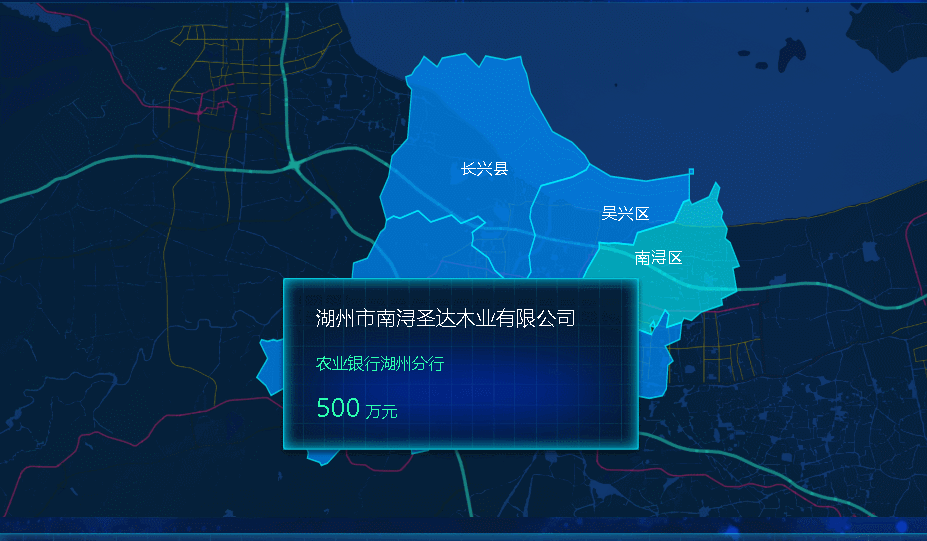 长兴县
吴兴区
南浔区
湖州市南浔圣达木业有限公司
农业银行湖州分行
500 万元